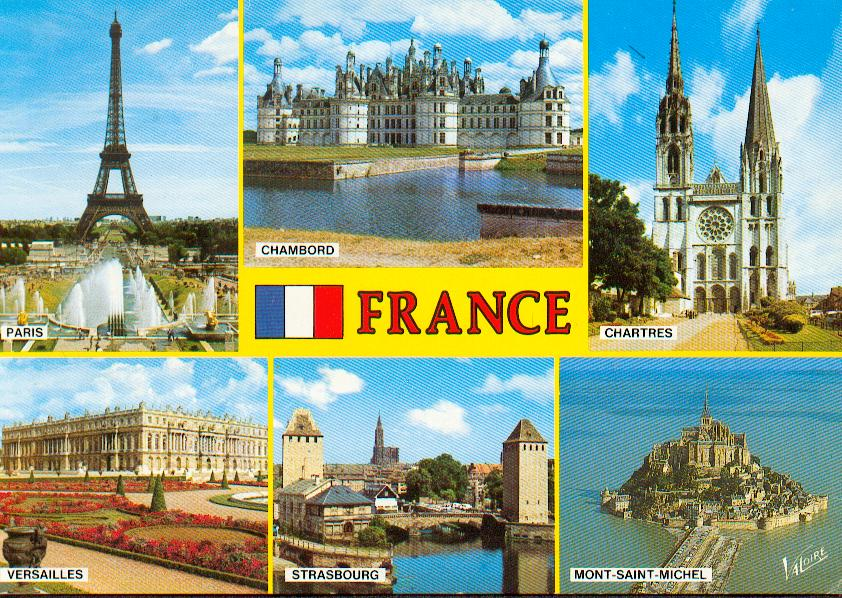 PARIS
CHAMBORD
FRANCE
CHARTRES
VERSAILLES
STRASBOURG
MONT-SAINT-MICHEL
VALOIRE